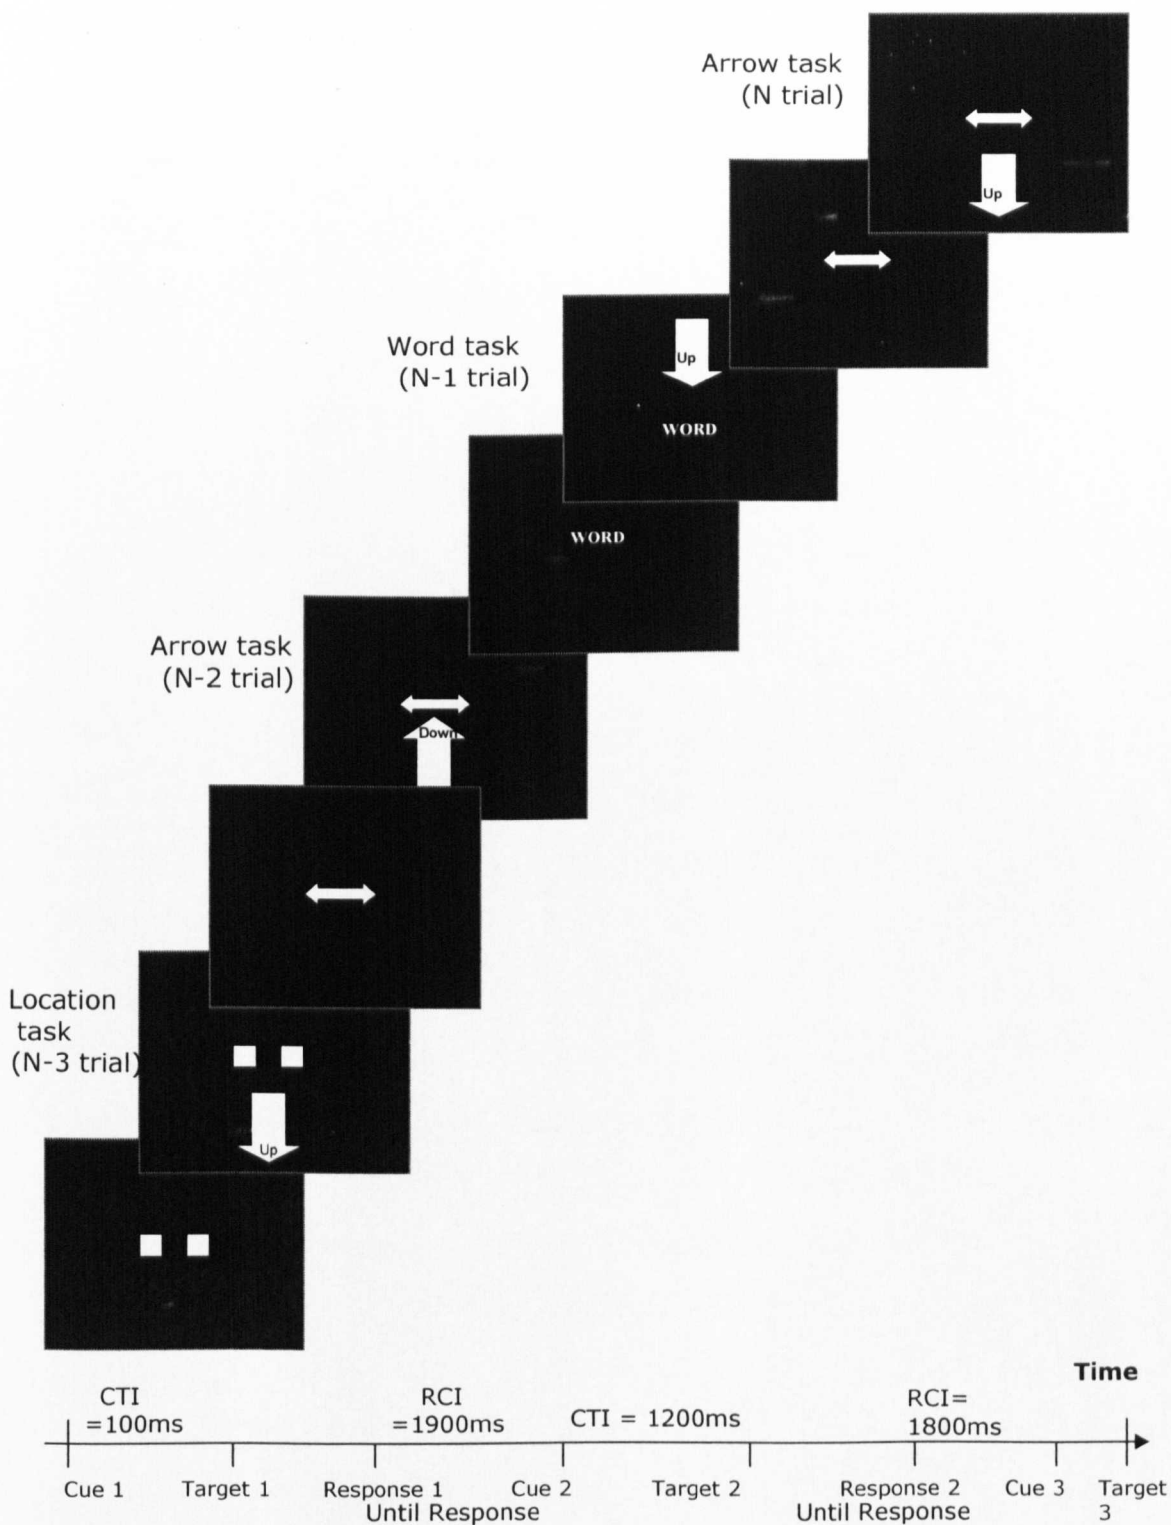 Arrow task
(N trial)
Up
Word task
(N-1 trial)
Up
WORD
WORD
Arrow task
(N-2 trial)
Down
Location
task
(N-3 trial)
Up
Time
CTI
=100ms
RCI
=1900ms
CTI = 1200ms
RCI=
1800ms
Cue 1
Target 1
Response 1
Until Response
Cue 2
Target 2
Response 2
Until Response
Cue 3
Target
3